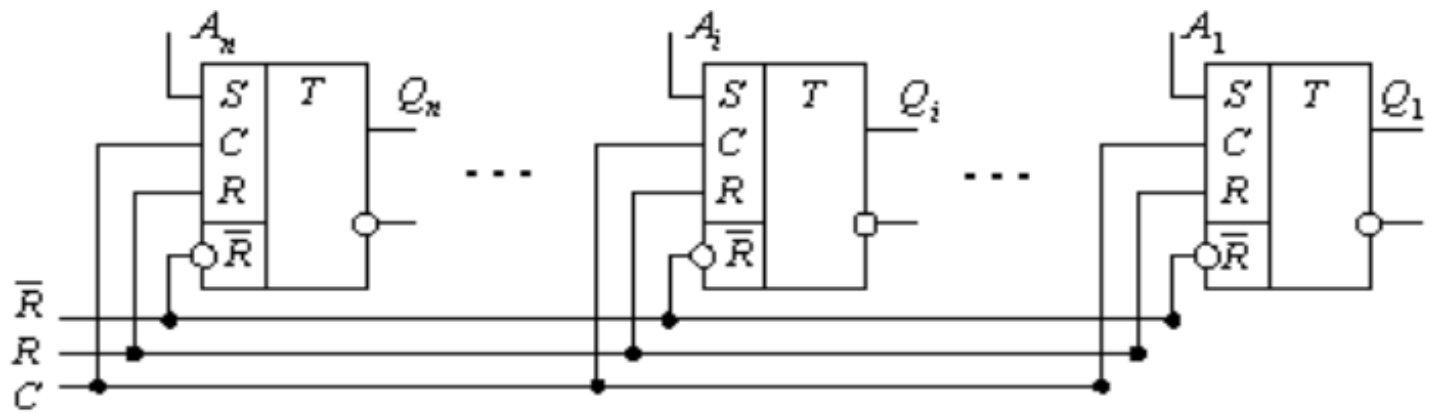 Aₙ Aᵢ A₁
S T Qₙ S T Qᵢ S T Q₁
C ... C ... C
R R R
R̅ R̅ R̅
R̅
R
C